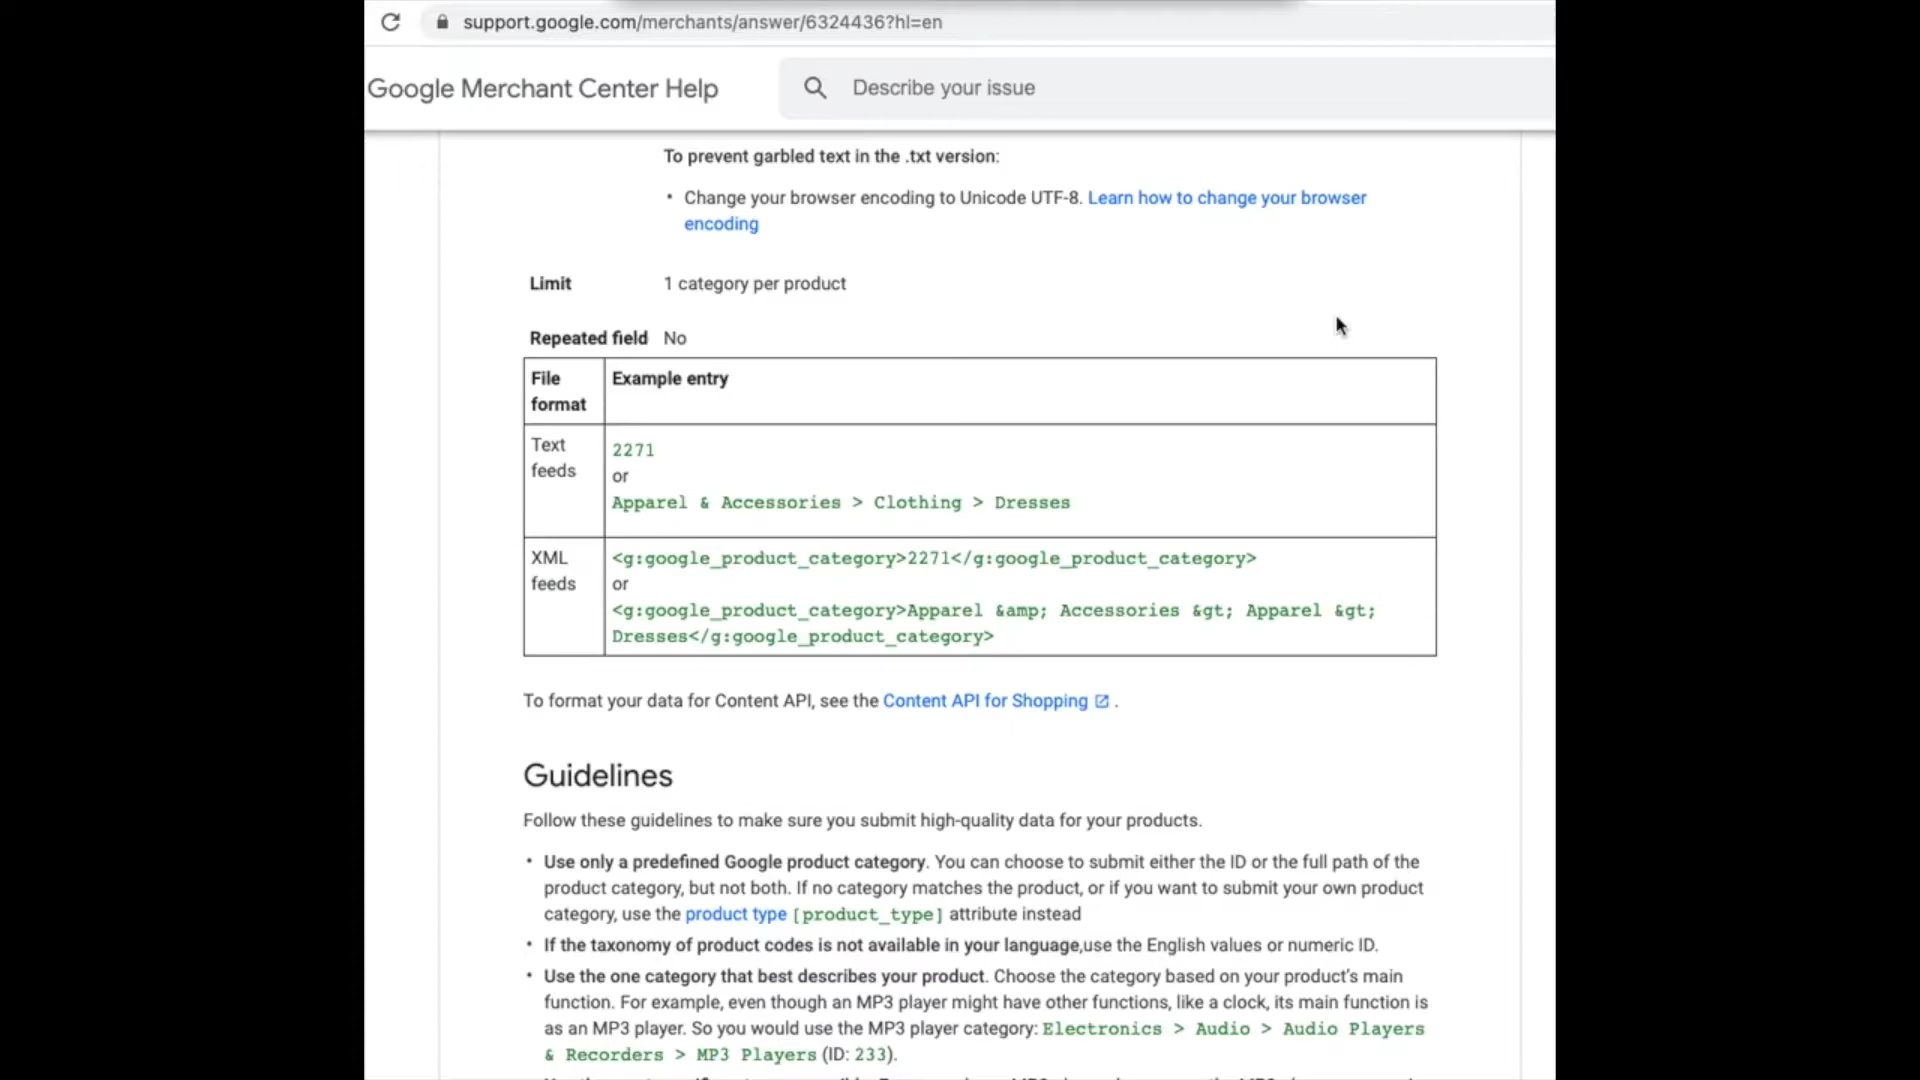 support.google.com/merchants/answer/6324436?hl=en
Google Merchant Center Help
Describe your issue
To prevent garbled text in the .txt version:
• Change your browser encoding to Unicode UTF-8. Learn how to change your browser
encoding
Limit 1 category per product
Repeated field No
File format Example entry
Text feeds
2271
or
Apparel & Accessories > Clothing > Dresses
XML feeds
<g:google_product_category>2271</g:google_product_category>
or
<g:google_product_category>Apparel &amp; Accessories &gt; Apparel &gt;
Dresses</g:google_product_category>
To format your data for Content API, see the Content API for Shopping .
Guidelines
Follow these guidelines to make sure you submit high-quality data for your products.
• Use only a predefined Google product category. You can choose to submit either the ID or the full path of the
product category, but not both. If no category matches the product, or if you want to submit your own product
category, use the product type [product_type] attribute instead
• If the taxonomy of product codes is not available in your language,use the English values or numeric ID.
• Use the one category that best describes your product. Choose the category based on your product's main
function. For example, even though an MP3 player might have other functions, like a clock, its main function is
as an MP3 player. So you would use the MP3 player category: Electronics > Audio > Audio Players
& Recorders > MP3 Players (ID: 233).